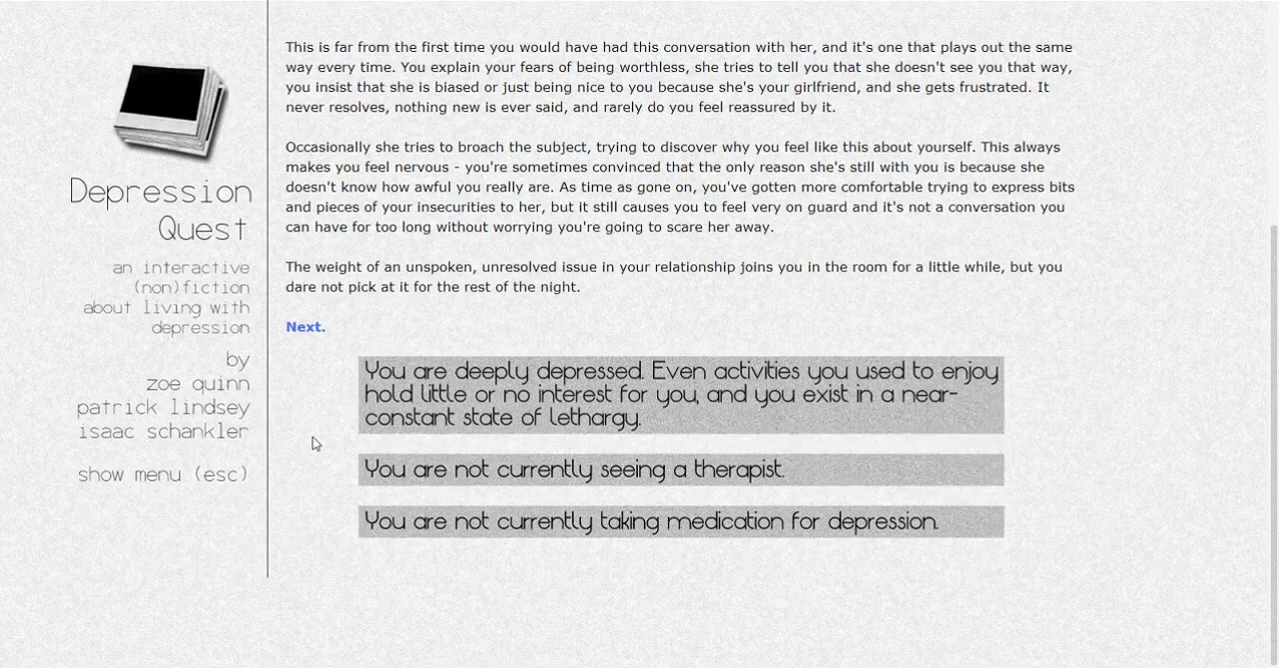 Depression
Quest
an interactive
(non)fiction
about living with
depression
by
zoe quinn
patrick lindsey
isaac schankler
show menu (esc)
This is far from the first time you would have had this conversation with her, and it's one that plays out the same
way every time. You explain your fears of being worthless, she tries to tell you that she doesn't see you that way,
you insist that she is biased or just being nice to you because she's your girlfriend, and she gets frustrated. It
never resolves, nothing new is ever said, and rarely do you feel reassured by it.
Occasionally she tries to broach the subject, trying to discover why you feel like this about yourself. This always
makes you feel nervous - you're sometimes convinced that the only reason she's still with you is because she
doesn't know how awful you really are. As time as gone on, you've gotten more comfortable trying to express bits
and pieces of your insecurities to her, but it still causes you to feel very on guard and it's not a conversation you
can have for too long without worrying you're going to scare her away.
The weight of an unspoken, unresolved issue in your relationship joins you in the room for a little while, but you
dare not pick at it for the rest of the night.
Next.
You are deeply depressed. Even activities you used to enjoy
hold little or no interest for you, and you exist in a near-
constant state of lethargy.
You are not currently seeing a therapist.
You are not currently taking medication for depression.